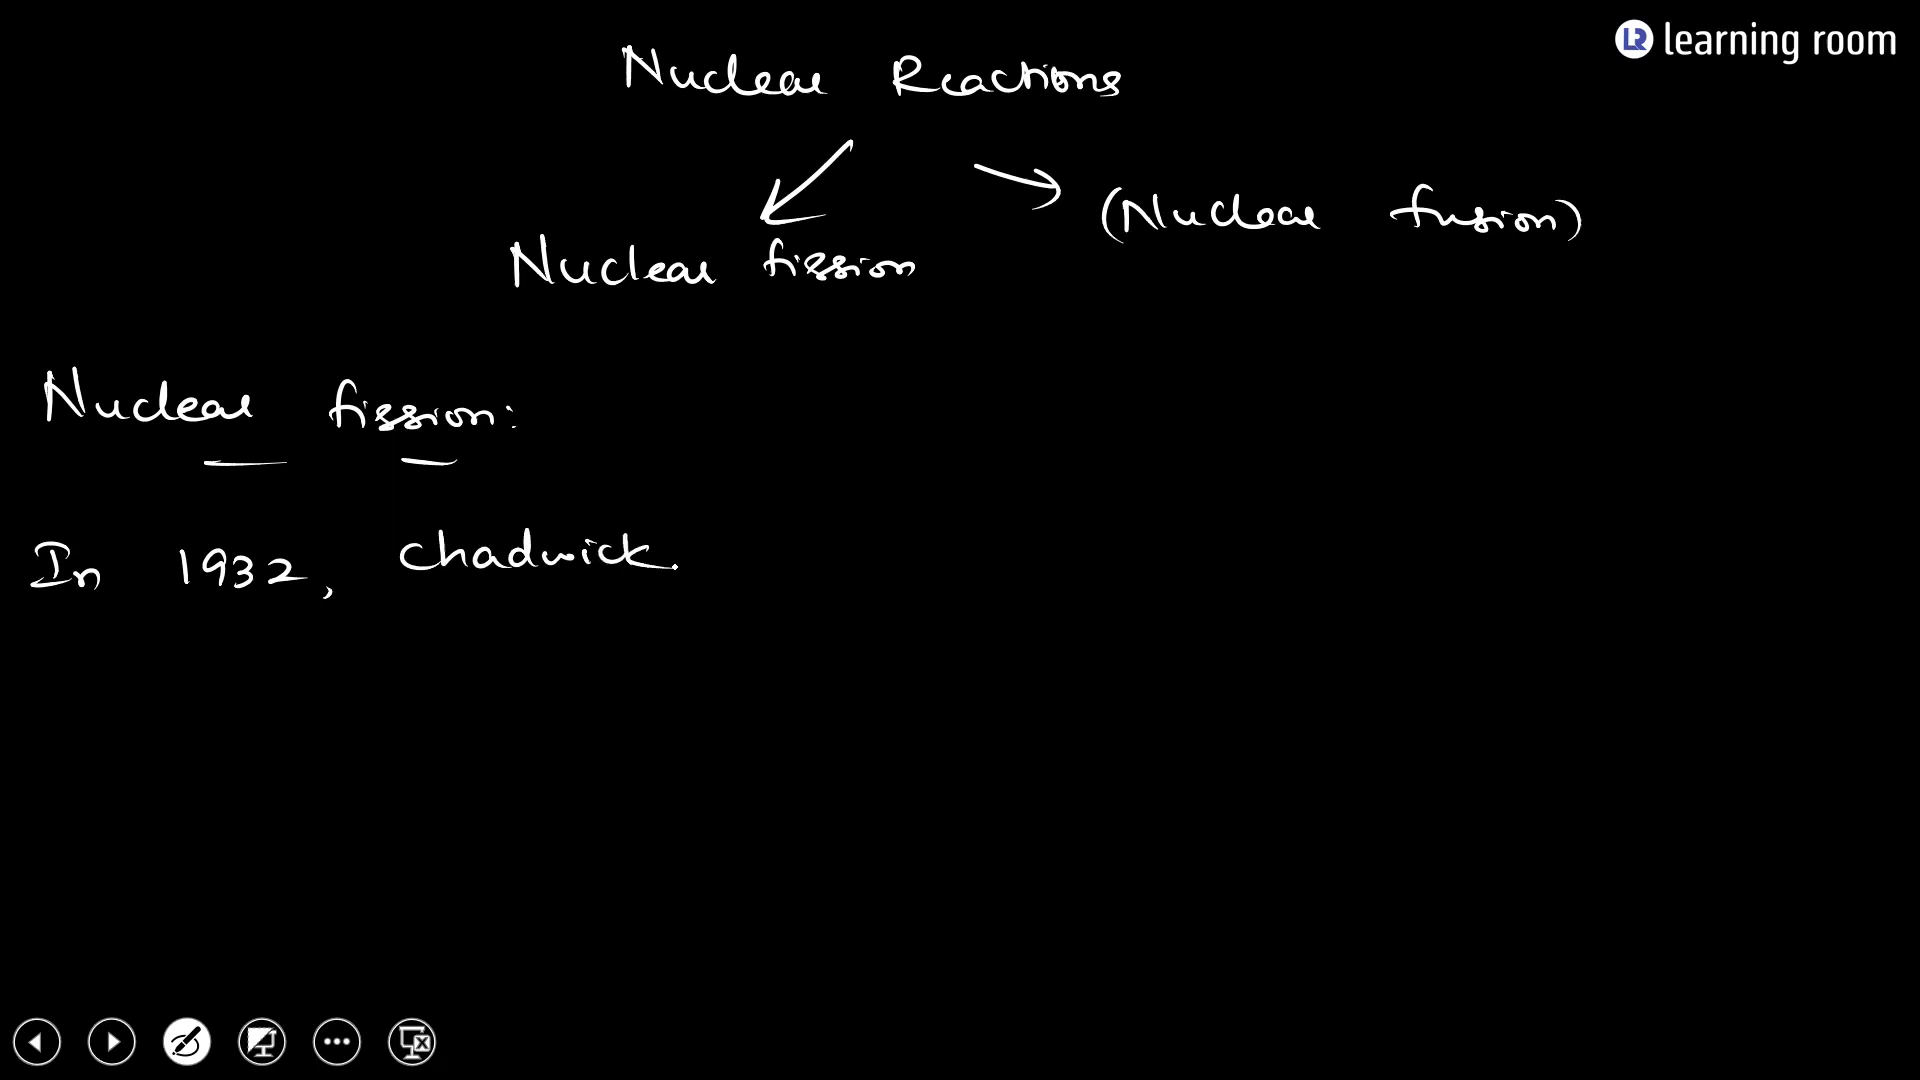 learning room
Nuclear Reactions
(Nuclear fusion)
Nuclear fission
Nuclear fission:
In 1932, Chadwick